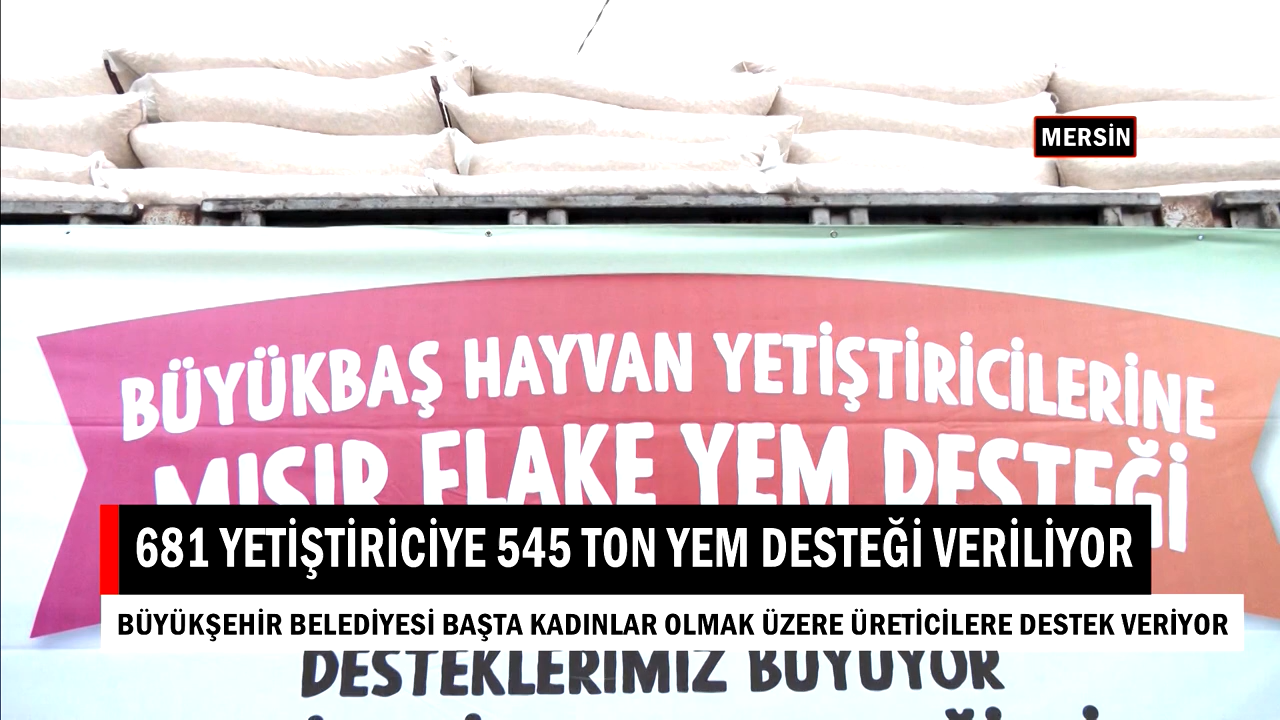 MERSİN
BÜYÜKBAŞ HAYVAN YETİŞTİRİCİLERİNE
MISIR FLAKE YEM DESTEĞİ
681 YETİŞTİRİCİYE 545 TON YEM DESTEĞİ VERİLİYOR
BÜYÜKŞEHİR BELEDİYESİ BAŞTA KADINLAR OLMAK ÜZERE ÜRETİCİLERE DESTEK VERİYOR
DESTEKLERİMİZ BÜYÜYOR